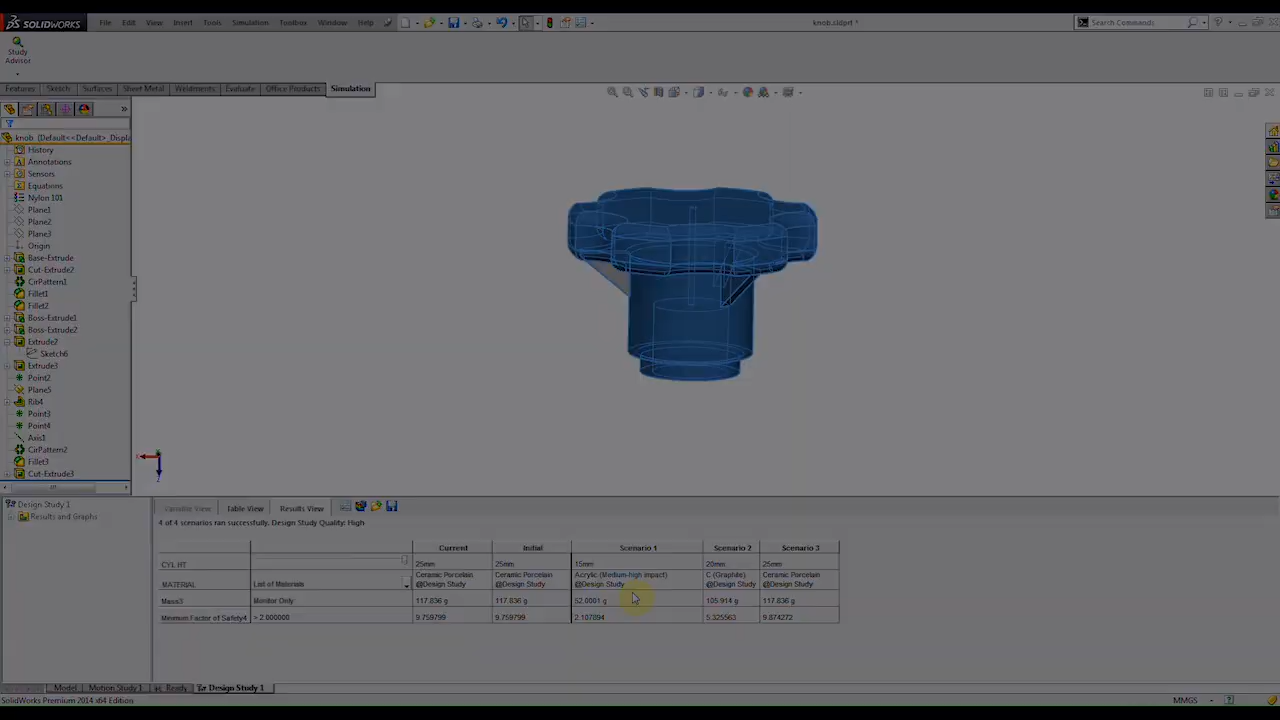 SOLIDWORKS File Edit View Insert Tools Simulation Toolbox Window Help knob.sldprt * Search Commands
Study
Advisor
Features Sketch Surfaces Sheet Metal Weldments Evaluate Office Products Simulation
knob (Default<<Default>_Displa
History
Annotations
Sensors
Equations
Nylon 101
Plane1
Plane2
Plane3
Origin
Base-Extrude
Cut-Extrude2
CirPattern1
Fillet1
Fillet2
Boss-Extrude1
Boss-Extrude2
Extrude2
Sketch6
Extrude3
Point2
Plane5
Rib4
Point3
Point4
Axis1
CirPattern2
Fillet3
Cut-Extrude3
Design Study 1
Results and Graphs
Variable View Table View Results View
4 of 4 scenarios ran successfully. Design Study Quality: High
Current Initial Scenario 1 Scenario 2 Scenario 3
CYL HT 25mm 25mm 15mm 20mm 25mm
MATERIAL List of Materials Ceramic Porcelain @Design Study Ceramic Porcelain @Design Study Acrylic (Medium-high impact) @Design Study C (Graphite) @Design Study Ceramic Porcelain @Design Study
Mass3 Monitor Only 117.836 g 117.836 g 52.0001 g 105.914 g 117.836 g
Minimum Factor of Safety4 > 2.000000 9.759799 9.759799 2.107894 5.325563 9.874272
Model Motion Study 1 Ready Design Study 1
SolidWorks Premium 2014 x64 Edition MMGS